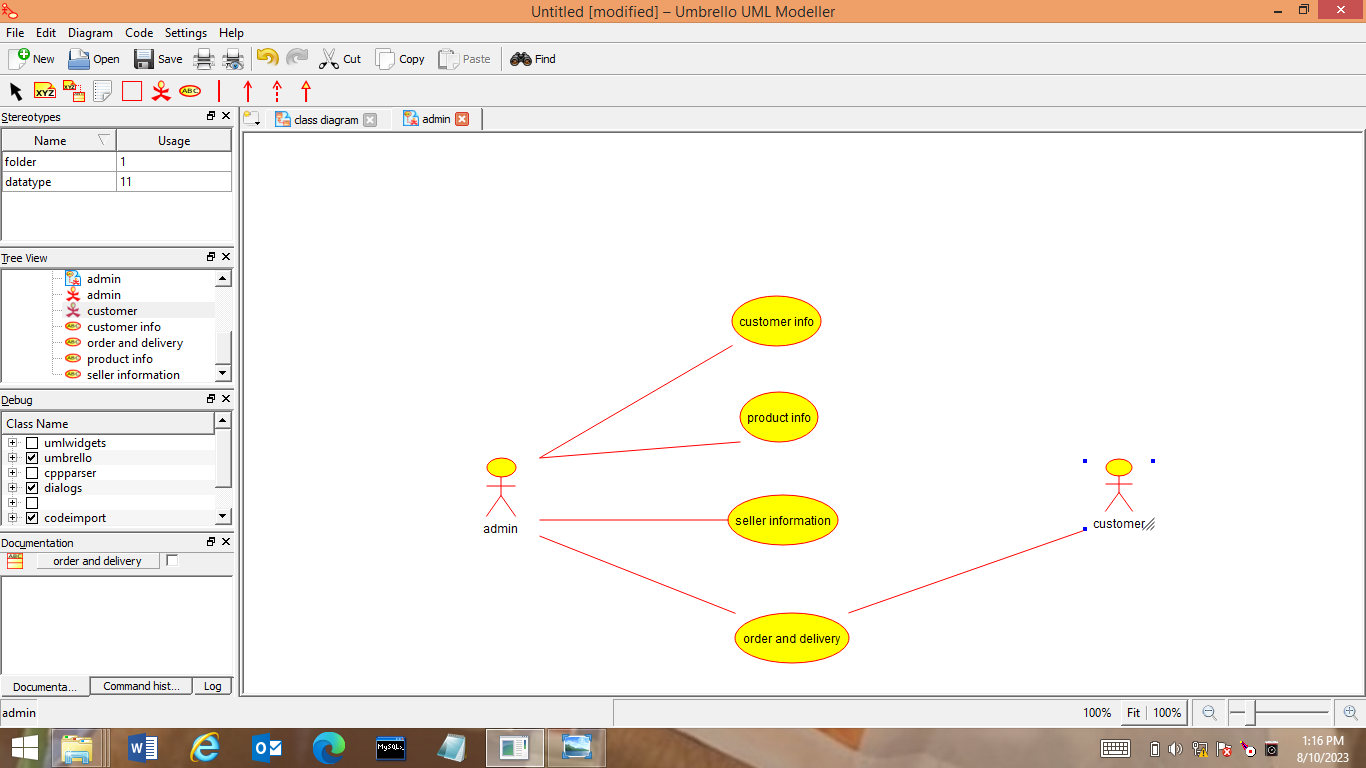 Untitled [modified] – Umbrello UML Modeller
File Edit Diagram Code Settings Help
New Open Save Cut Copy Paste Find
XYZ XYZ ABC
Stereotypes
Name Usage
folder 1
datatype 11
Tree View
admin
admin
customer
customer info
order and delivery
product info
seller information
Debug
Class Name
umlwidgets
umbrello
cppparser
dialogs
codeimport
Documentation
order and delivery
Documenta... Command hist... Log
class diagram admin
customer info
product info
seller information
order and delivery
admin
customer
admin
100% Fit 100%
MySQL
1:16 PM
8/10/2023